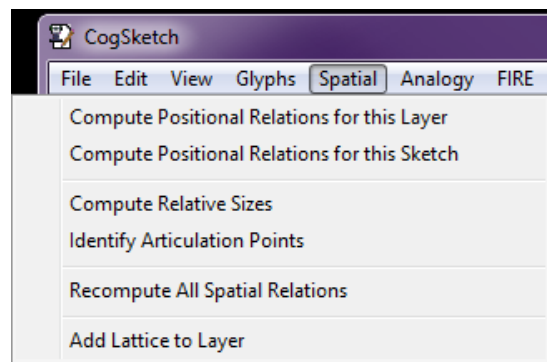 CogSketch
File Edit View Glyphs Spatial Analogy FIRE
Compute Positional Relations for this Layer
Compute Positional Relations for this Sketch
Compute Relative Sizes
Identify Articulation Points
Recompute All Spatial Relations
Add Lattice to Layer